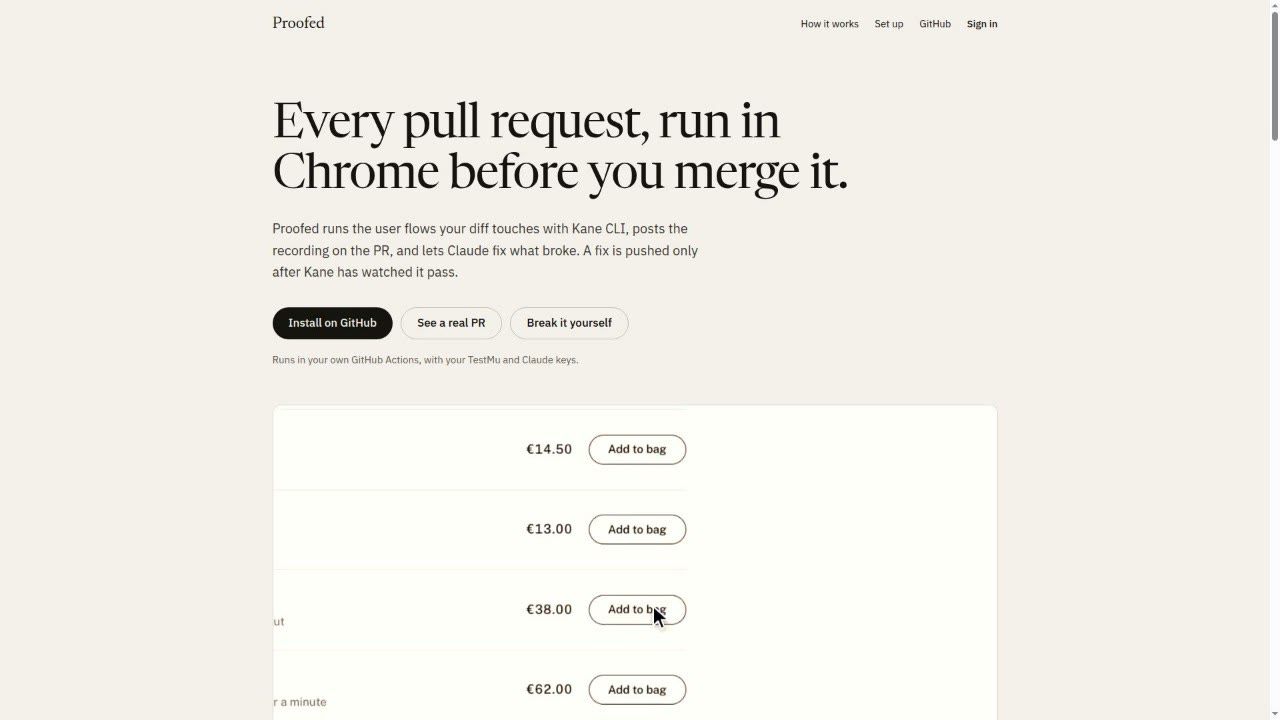 Proofed
How it works
Set up
GitHub
Sign in
Every pull request, run in
Chrome before you merge it.
Proofed runs the user flows your diff touches with Kane CLI, posts the
recording on the PR, and lets Claude fix what broke. A fix is pushed only
after Kane has watched it pass.
Install on GitHub
See a real PR
Break it yourself
Runs in your own GitHub Actions, with your TestMu and Claude keys.
€14.50 Add to bag
€13.00 Add to bag
€38.00 Add to bag
ut
€62.00 Add to bag
r a minute